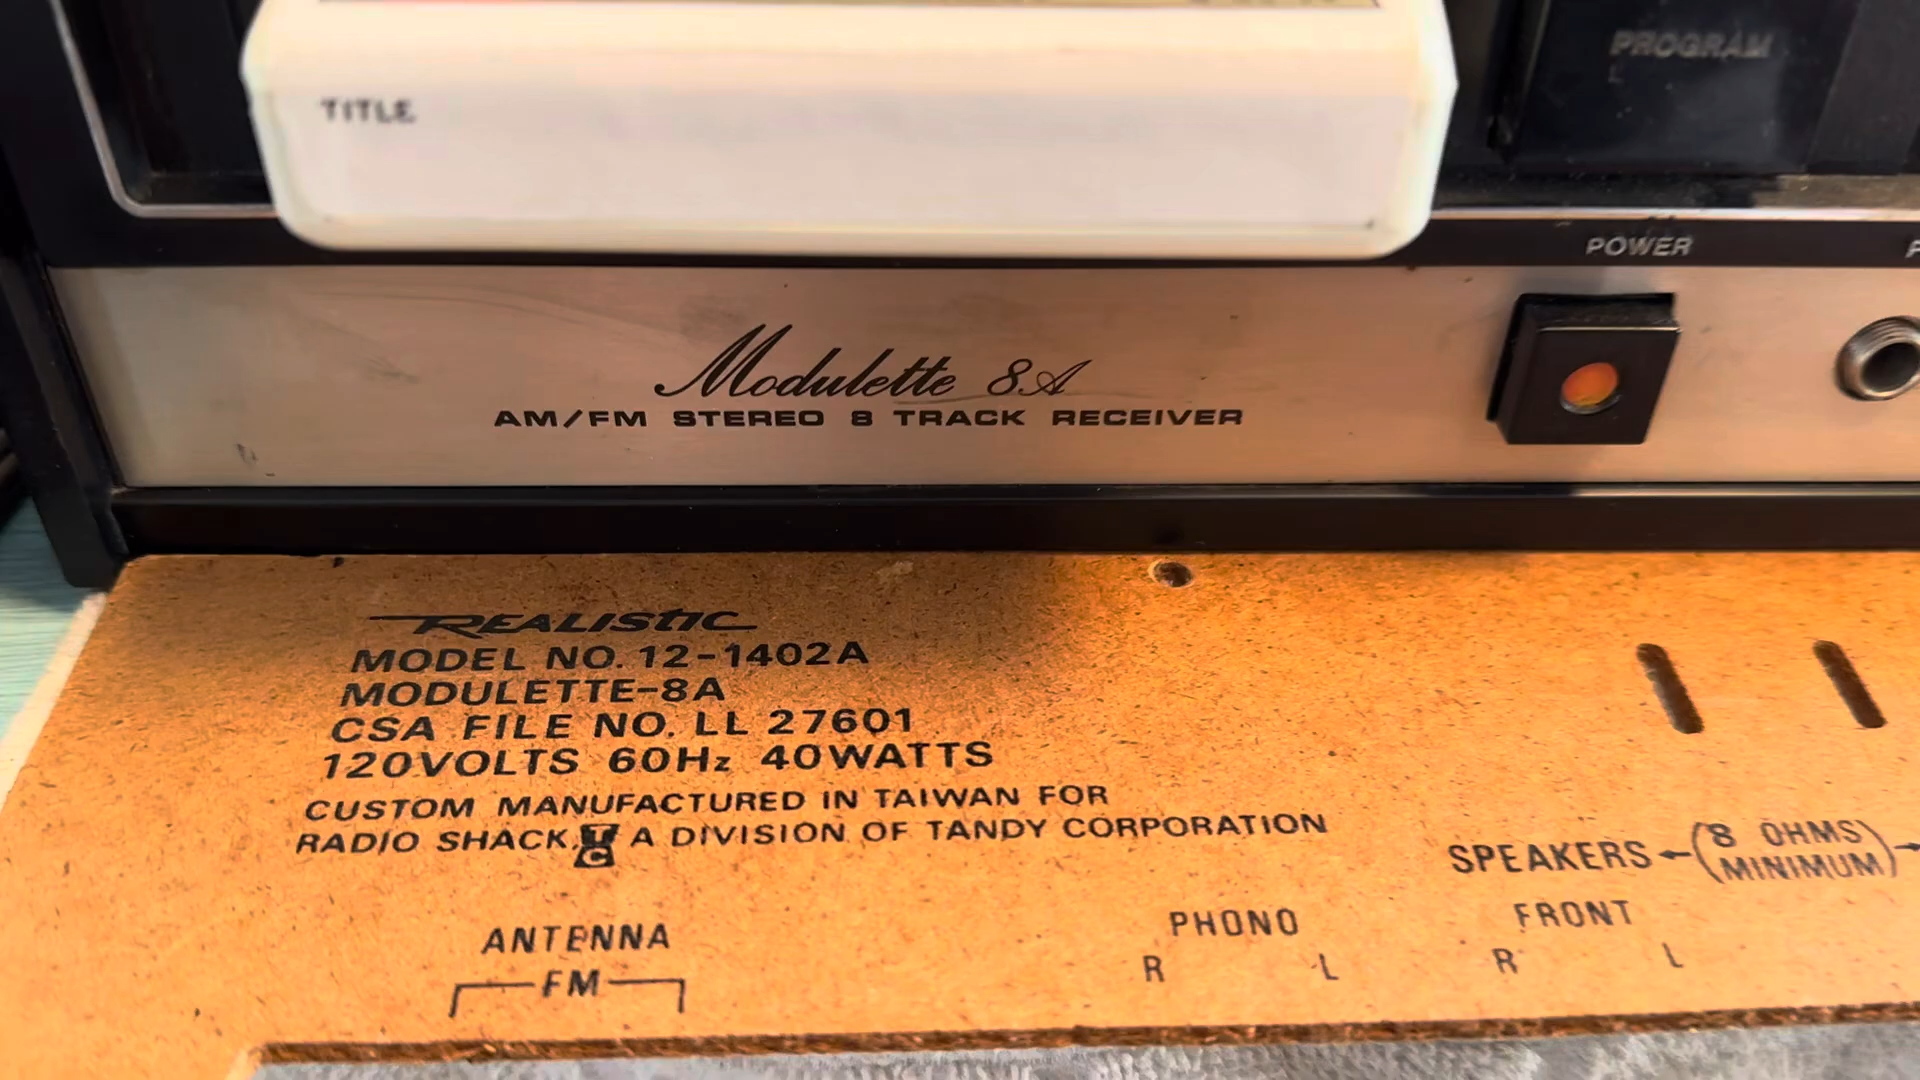 TITLE
PROGRAM
POWER
Modulette 8A
AM/FM STEREO 8 TRACK RECEIVER
REALISTIC
MODEL NO. 12-1402A
MODULETTE-8A
CSA FILE NO. LL 27601
120VOLTS 60Hz 40WATTS
CUSTOM MANUFACTURED IN TAIWAN FOR
RADIO SHACK, TC A DIVISION OF TANDY CORPORATION
SPEAKERS (8 OHMS MINIMUM)
ANTENNA
FM
PHONO
R L
FRONT
R L